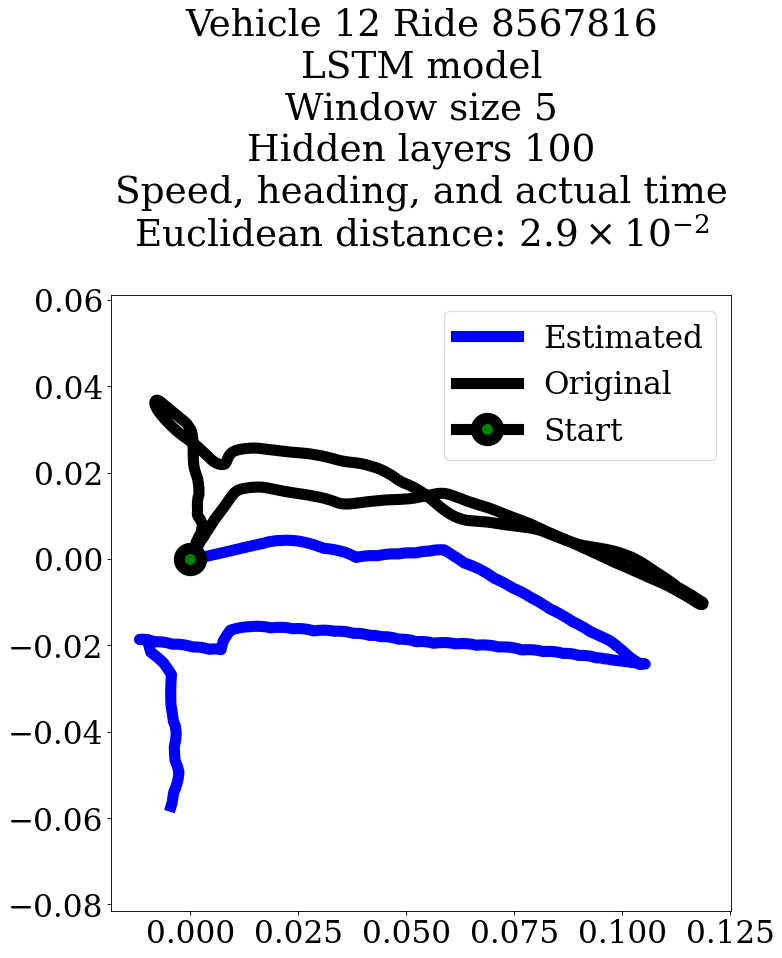 Vehicle 12 Ride 8567816
LSTM model
Window size 5
Hidden layers 100
Speed, heading, and actual time
Euclidean distance: 2.9 × 10⁻²
0.06
Estimated
0.04
Original
Start
0.02
0.00
−0.02
−0.04
−0.06
−0.08
0.000 0.025 0.050 0.075 0.100 0.125